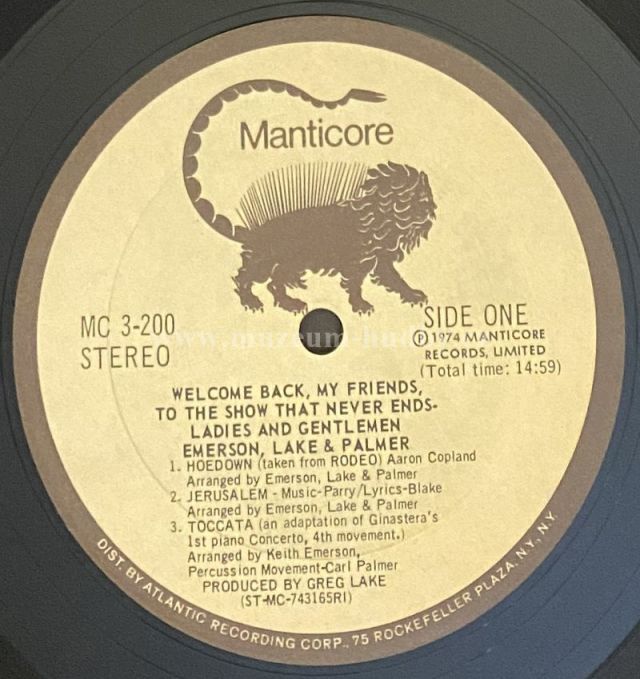 Manticore
MC 3-200
STEREO
SIDE ONE
Ⓟ1974 MANTICORE
RECORDS, LIMITED
(Total time: 14:59)
WELCOME BACK, MY FRIENDS,
TO THE SHOW THAT NEVER ENDS-
LADIES AND GENTLEMEN
EMERSON, LAKE & PALMER
1. HOEDOWN (taken from RODEO) Aaron Copland
Arranged by Emerson, Lake & Palmer
2. JERUSALEM - Music-Parry/Lyrics-Blake
Arranged by Emerson, Lake & Palmer
3. TOCCATA (an adaptation of Ginastera's
1st piano Concerto, 4th movement.)
Arranged by Keith Emerson,
Percussion Movement-Carl Palmer
PRODUCED BY GREG LAKE
(ST-MC-743165RI)
DIST. BY ATLANTIC RECORDING CORP., 75 ROCKEFELLER PLAZA, N.Y., N.Y.